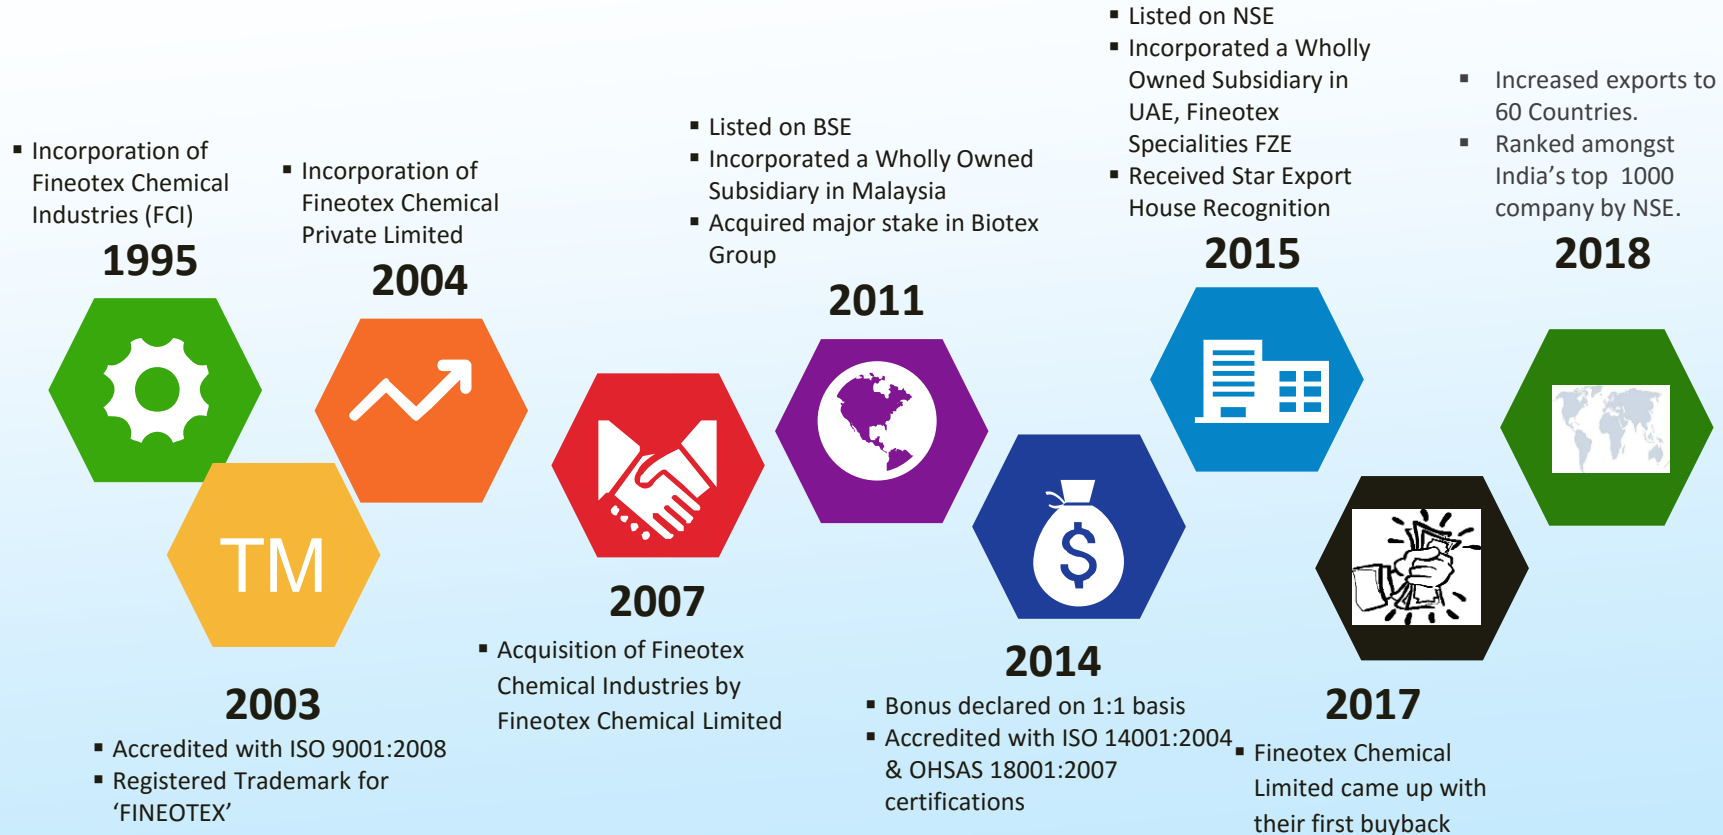 ▪ Incorporation of
Fineotex Chemical
Industries (FCI)
1995
TM
2003
▪ Accredited with ISO 9001:2008
▪ Registered Trademark for
‘FINEOTEX’
▪ Incorporation of
Fineotex Chemical
Private Limited
2004
2007
▪ Acquisition of Fineotex
Chemical Industries by
Fineotex Chemical Limited
▪ Listed on BSE
▪ Incorporated a Wholly Owned
Subsidiary in Malaysia
▪ Acquired major stake in Biotex
Group
2011
$
2014
▪ Bonus declared on 1:1 basis
▪ Accredited with ISO 14001:2004
& OHSAS 18001:2007
certifications
▪ Listed on NSE
▪ Incorporated a Wholly
Owned Subsidiary in
UAE, Fineotex
Specialities FZE
▪ Received Star Export
House Recognition
2015
2017
▪ Fineotex Chemical
Limited came up with
their first buyback
▪ Increased exports to
60 Countries.
▪ Ranked amongst
India’s top 1000
company by NSE.
2018